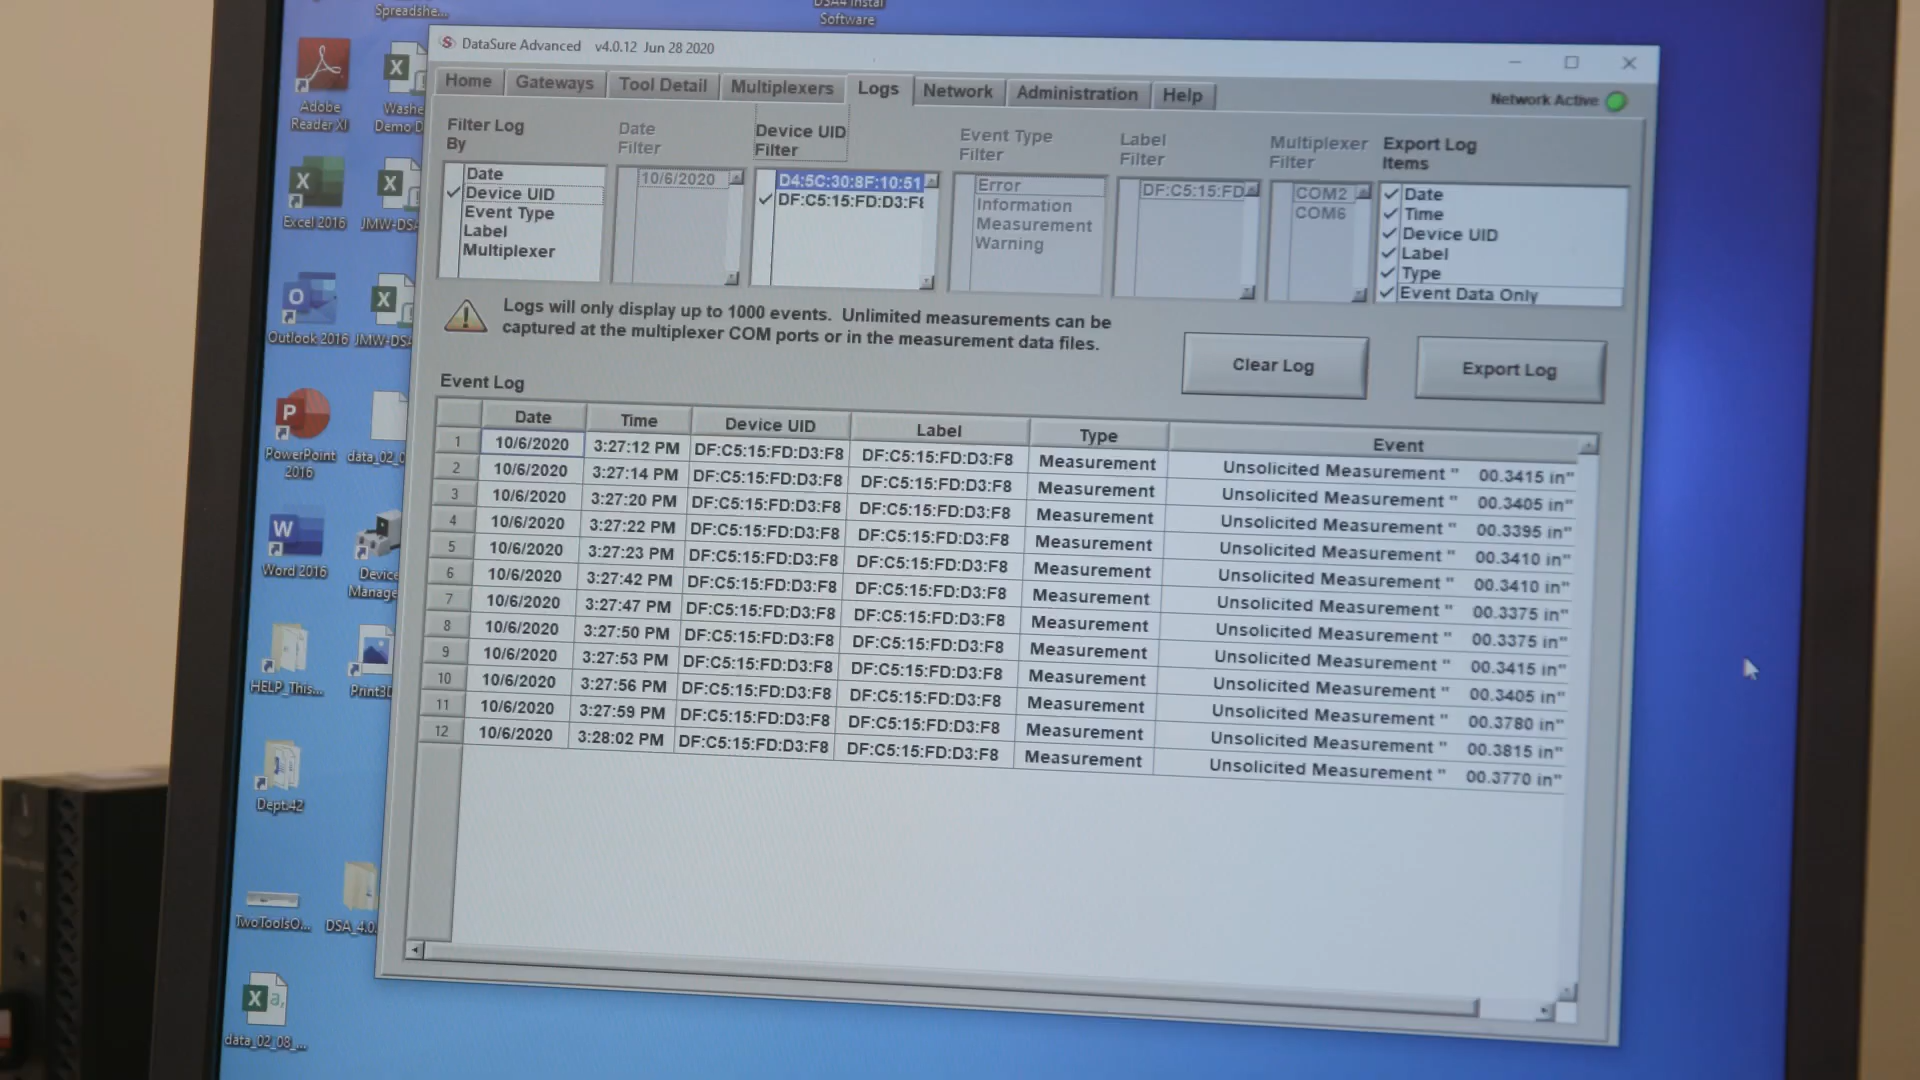 Spreadshe...
Software
Adobe
Reader XI
Washe
Demo D
Excel 2016
JMW-DSA
Outlook 2016
JMW-DSA
PowerPoint
2016
data_02_0
Word 2016
Device
Manage
HELP_This...
Print3D
Dept.42
TwoToolsO...
DSA_4.0.
data_02_08_...
DataSure Advanced v4.0.12 Jun 28 2020
Home Gateways Tool Detail Multiplexers Logs Network Administration Help
Network Active
Filter Log
By
Date
Device UID
Event Type
Label
Multiplexer
Date
Filter
10/6/2020
Device UID
Filter
D4:5C:30:8F:10:51
DF:C5:15:FD:D3:F8
Event Type
Filter
Error
Information
Measurement
Warning
Label
Filter
DF:C5:15:FD
Multiplexer
Filter
COM2
COM6
Export Log
Items
Date
Time
Device UID
Label
Type
Event Data Only
Logs will only display up to 1000 events. Unlimited measurements can be
captured at the multiplexer COM ports or in the measurement data files.
Clear Log
Export Log
Event Log
Date Time Device UID Label Type Event
1 10/6/2020 3:27:12 PM DF:C5:15:FD:D3:F8 DF:C5:15:FD:D3:F8 Measurement Unsolicited Measurement " 00.3415 in"
2 10/6/2020 3:27:14 PM DF:C5:15:FD:D3:F8 DF:C5:15:FD:D3:F8 Measurement Unsolicited Measurement " 00.3405 in"
3 10/6/2020 3:27:20 PM DF:C5:15:FD:D3:F8 DF:C5:15:FD:D3:F8 Measurement Unsolicited Measurement " 00.3395 in"
4 10/6/2020 3:27:22 PM DF:C5:15:FD:D3:F8 DF:C5:15:FD:D3:F8 Measurement Unsolicited Measurement " 00.3410 in"
5 10/6/2020 3:27:23 PM DF:C5:15:FD:D3:F8 DF:C5:15:FD:D3:F8 Measurement Unsolicited Measurement " 00.3410 in"
6 10/6/2020 3:27:42 PM DF:C5:15:FD:D3:F8 DF:C5:15:FD:D3:F8 Measurement Unsolicited Measurement " 00.3375 in"
7 10/6/2020 3:27:47 PM DF:C5:15:FD:D3:F8 DF:C5:15:FD:D3:F8 Measurement Unsolicited Measurement " 00.3375 in"
8 10/6/2020 3:27:50 PM DF:C5:15:FD:D3:F8 DF:C5:15:FD:D3:F8 Measurement Unsolicited Measurement " 00.3415 in"
9 10/6/2020 3:27:53 PM DF:C5:15:FD:D3:F8 DF:C5:15:FD:D3:F8 Measurement Unsolicited Measurement " 00.3405 in"
10 10/6/2020 3:27:56 PM DF:C5:15:FD:D3:F8 DF:C5:15:FD:D3:F8 Measurement Unsolicited Measurement " 00.3780 in"
11 10/6/2020 3:27:59 PM DF:C5:15:FD:D3:F8 DF:C5:15:FD:D3:F8 Measurement Unsolicited Measurement " 00.3815 in"
12 10/6/2020 3:28:02 PM DF:C5:15:FD:D3:F8 DF:C5:15:FD:D3:F8 Measurement Unsolicited Measurement " 00.3770 in"